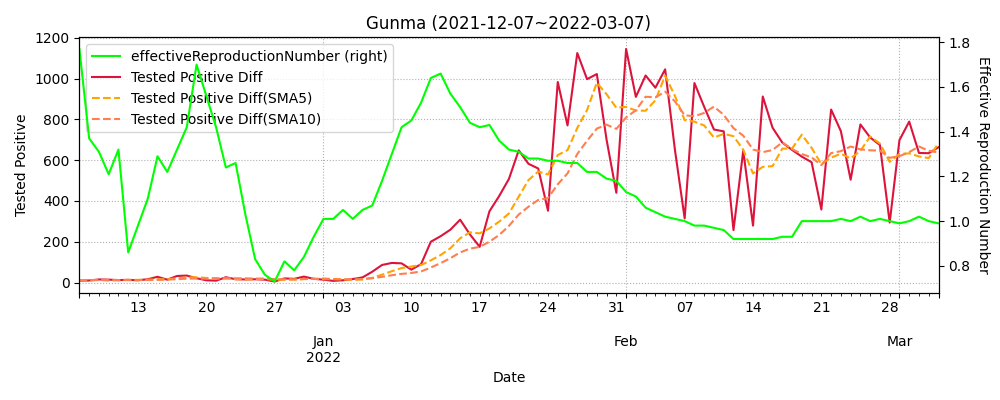 Gunma (2021-12-07~2022-03-07)
effectiveReproductionNumber (right)
Tested Positive Diff
Tested Positive Diff(SMA5)
Tested Positive Diff(SMA10)
Tested Positive
1200
1000
800
600
400
200
0
1.8
1.6
1.4
1.2
1.0
0.8
Effective Reproduction Number
13 20 27 03 10 17 24 31 07 14 21 28
Jan Feb Mar
2022
Date